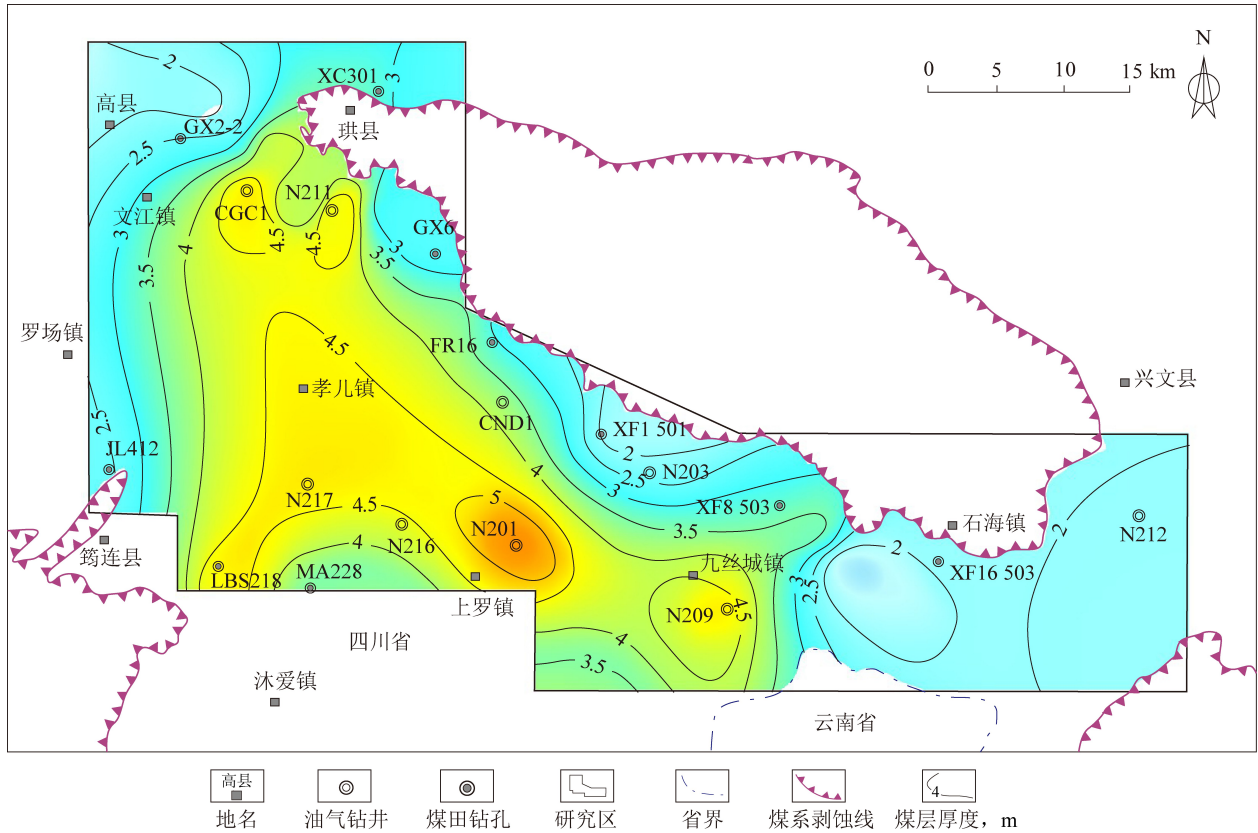 N
0 5 10 15 km
2
XC301
3
高县
珙县
GX2-2
2.5
文江镇
CGC1
N211
GX6
3
3.5
4
4.5
4.5
3
3.5
罗场镇
4.5
FR16
孝儿镇
兴文县
CND1
2.5
JL412
XF1 501
2
2.5
N203
3
4
N217
4.5
5
XF8 503
N201
N216
3.5
石海镇
N212
2
筠连县
4
2
XF16 503
LBS218
MA228
上罗镇
九丝城镇
3
2.5
N209
4.5
四川省
4
3.5
沐爱镇
云南省
高县
4
地名
油气钻井
煤田钻孔
研究区
省界
煤系剥蚀线
煤层厚度，m